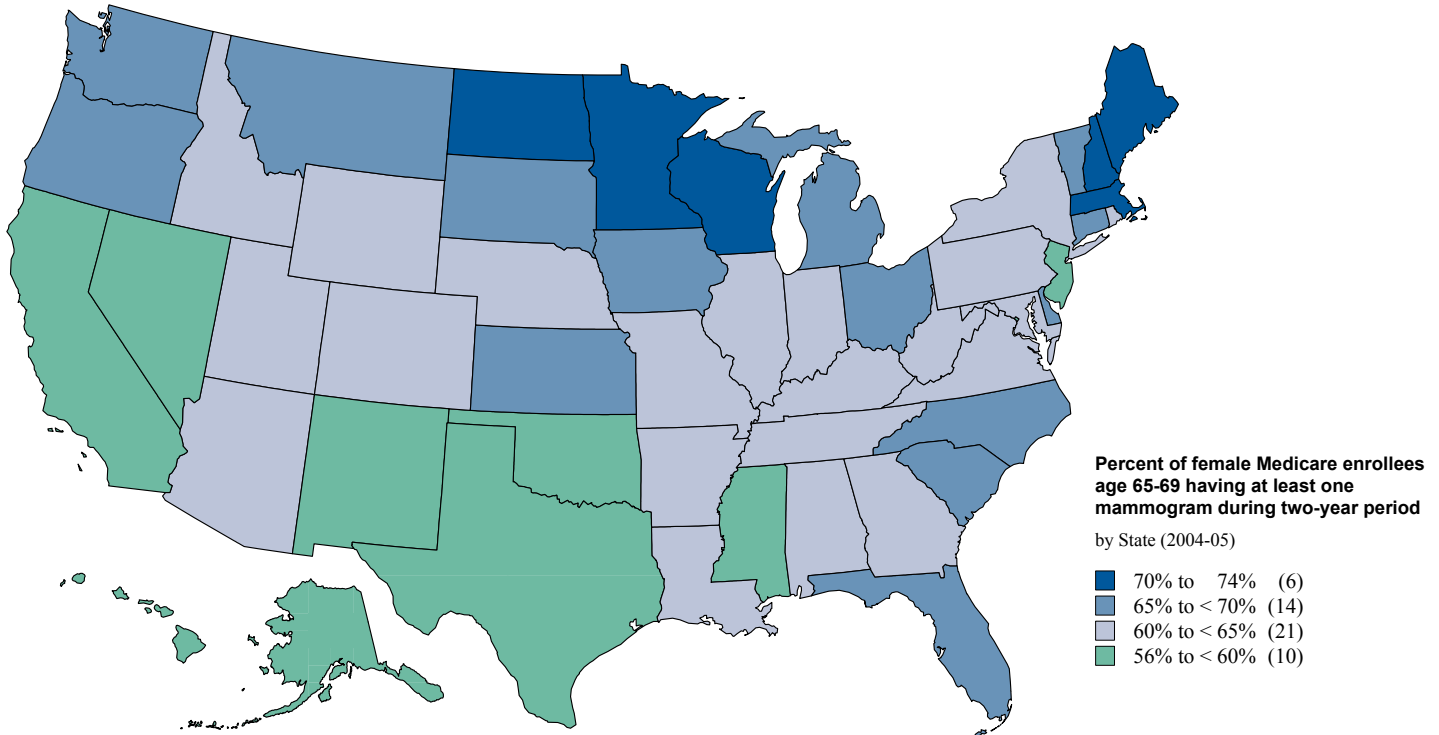 Percent of female Medicare enrollees
age 65-69 having at least one
mammogram during two-year period
by State (2004-05)
70% to 74% (6)
65% to < 70% (14)
60% to < 65% (21)
56% to < 60% (10)